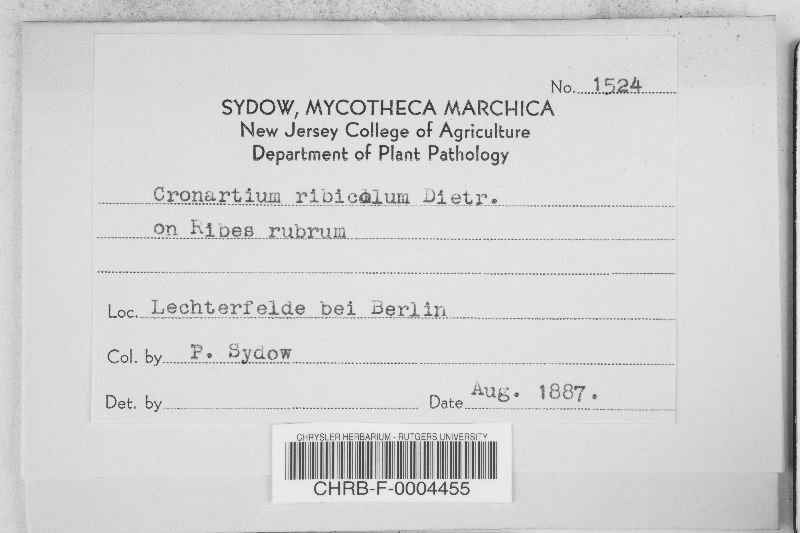 No. 1524
SYDOW, MYCOTHECA MARCHICA
New Jersey College of Agriculture
Department of Plant Pathology
Cronartium ribicolum Dietr.
on Ribes rubrum
Loc. Lechterfelde bei Berlin
Col. by P. Sydow
Det. by Date Aug. 1887.
CHRYSLER HERBARIUM - RUTGERS UNIVERSITY
CHRB-F-0004455